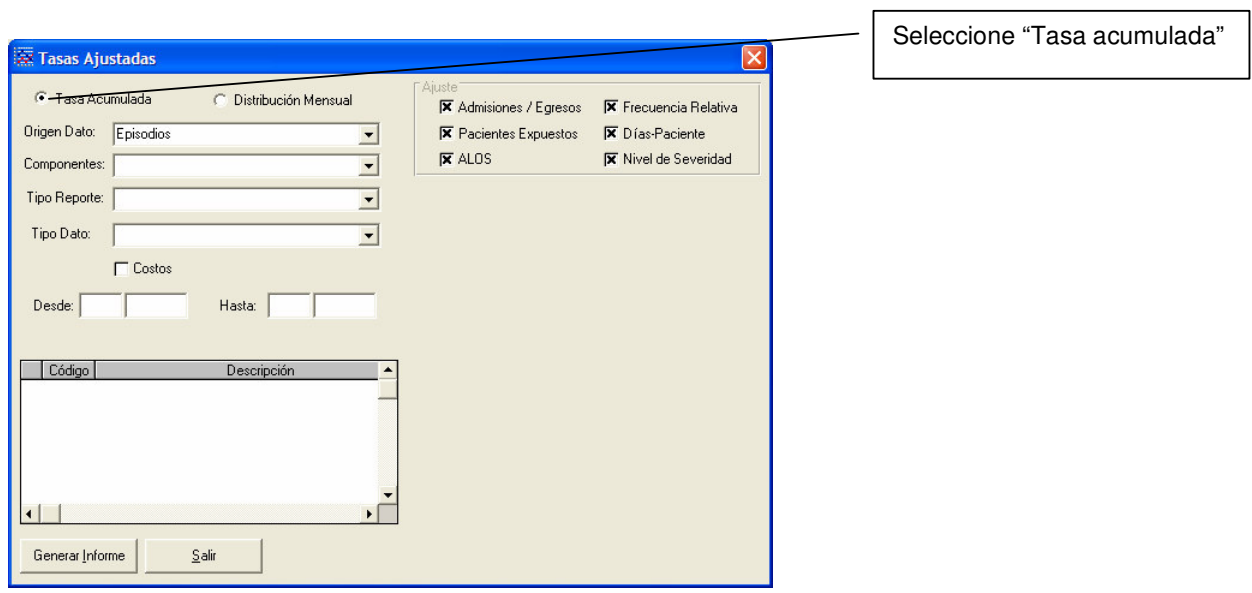 Seleccione “Tasa acumulada”
Tasas Ajustadas
Tasa Acumulada
Distribución Mensual
Origen Dato:
Episodios
Componentes:
Tipo Reporte:
Tipo Dato:
Costos
Desde:
Hasta:
Ajuste
Admisiones / Egresos
Frecuencia Relativa
Pacientes Expuestos
Días-Paciente
ALOS
Nivel de Severidad
Código
Descripción
Generar Informe
Salir